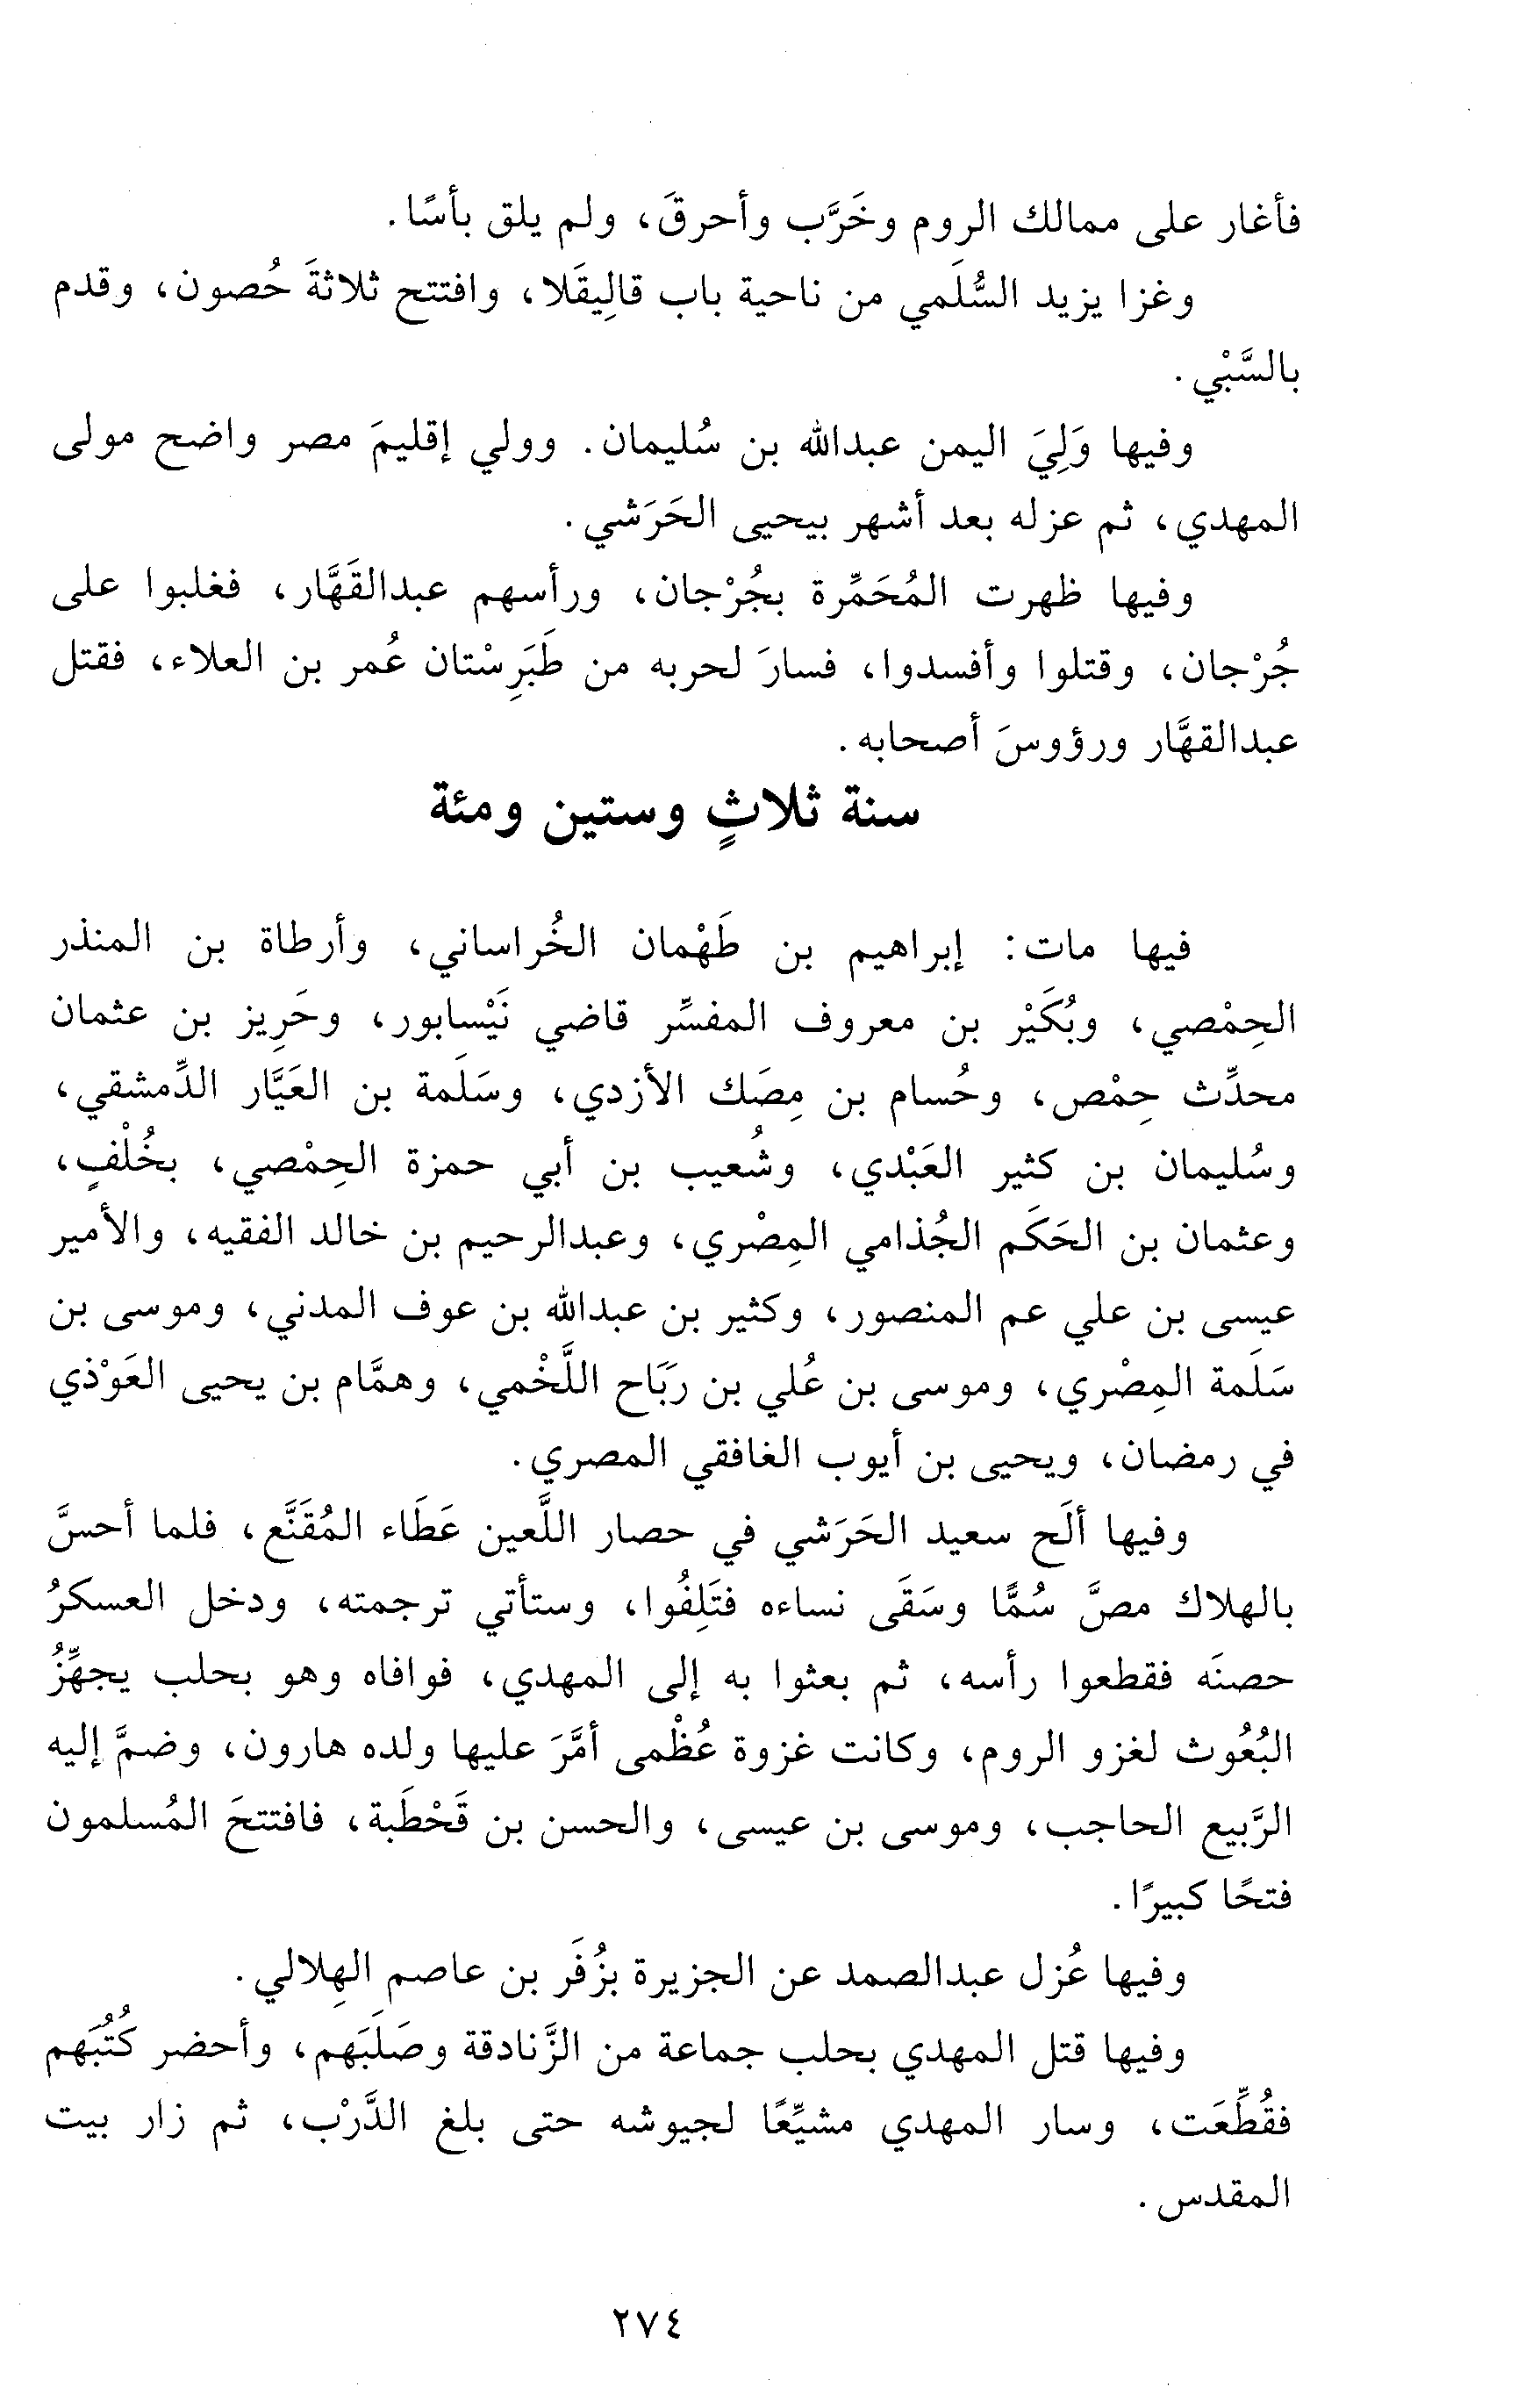 فأغار على ممالك الروم وخَرَّب وأحرقَ، ولم يلق بأسًا.
وغزا يزيد السُّلَمي من ناحية باب قالِيقَلا، وافتتح ثلاثةَ حُصون، وقدم
بالسَّبْي.
وفيها وَلِيَ اليمن عبدالله بن سُليمان. وولي إقليمَ مصر واضح مولى
المهدي، ثم عزله بعد أشهر بيحيى الحَرَشي.
وفيها ظهرت المُحَمِّرة بجُرْجان، ورأسهم عبدالقَهَّار، فغلبوا على
جُرْجان، وقتلوا وأفسدوا، فسارَ لحربه من طَبَرِسْتان عُمر بن العلاء، فقتل
عبدالقهَّار ورؤوسَ أصحابه.
سنة ثلاثٍ وستين ومئة
فيها مات: إبراهيم بن طَهْمان الخُراساني، وأرطاة بن المنذر
الحِمْصي، وبُكَيْر بن معروف المفسِّر قاضي نَيْسابور، وحَرِيز بن عثمان
محدِّث حِمْص، وحُسام بن مِصَك الأزدي، وسَلَمة بن العَيَّار الدِّمشقي،
وسُليمان بن كثير العَبْدي، وشُعيب بن أبي حمزة الحِمْصي، بخُلْفٍ،
وعثمان بن الحَكَم الجُذامي المِصْري، وعبدالرحيم بن خالد الفقيه، والأمير
عيسى بن علي عم المنصور، وكثير بن عبدالله بن عوف المدني، وموسى بن
سَلَمة المِصْري، وموسى بن عُلي بن رَبَاح اللَّخْمي، وهمَّام بن يحيى العَوْذي
في رمضان، ويحيى بن أيوب الغافقي المصري.
وفيها ألَح سعيد الحَرَشي في حصار اللَّعين عَطَاء المُقَنَّع، فلما أحسَّ
بالهلاك مصَّ سُمًّا وسَقَى نساءه فتَلِفُوا، وستأتي ترجمته، ودخل العسكرُ
حصنَه فقطعوا رأسه، ثم بعثوا به إلى المهدي، فوافاه وهو بحلب يجهِّزُ
البُعُوث لغزو الروم، وكانت غزوة عُظْمى أمَّرَ عليها ولده هارون، وضمَّ إليه
الرَّبيع الحاجب، وموسى بن عيسى، والحسن بن قَحْطَبة، فافتتحَ المُسلمون
فتحًا كبيرًا.
وفيها عُزل عبدالصمد عن الجزيرة بزُفَر بن عاصم الهِلالي.
وفيها قتل المهدي بحلب جماعة من الزَّنادقة وصَلَبَهم، وأحضر كُتُبَهم
فقُطِّعَت، وسار المهدي مشيِّعًا لجيوشه حتى بلغ الدَّرْب، ثم زار بيت
المقدس.
٢٧٤